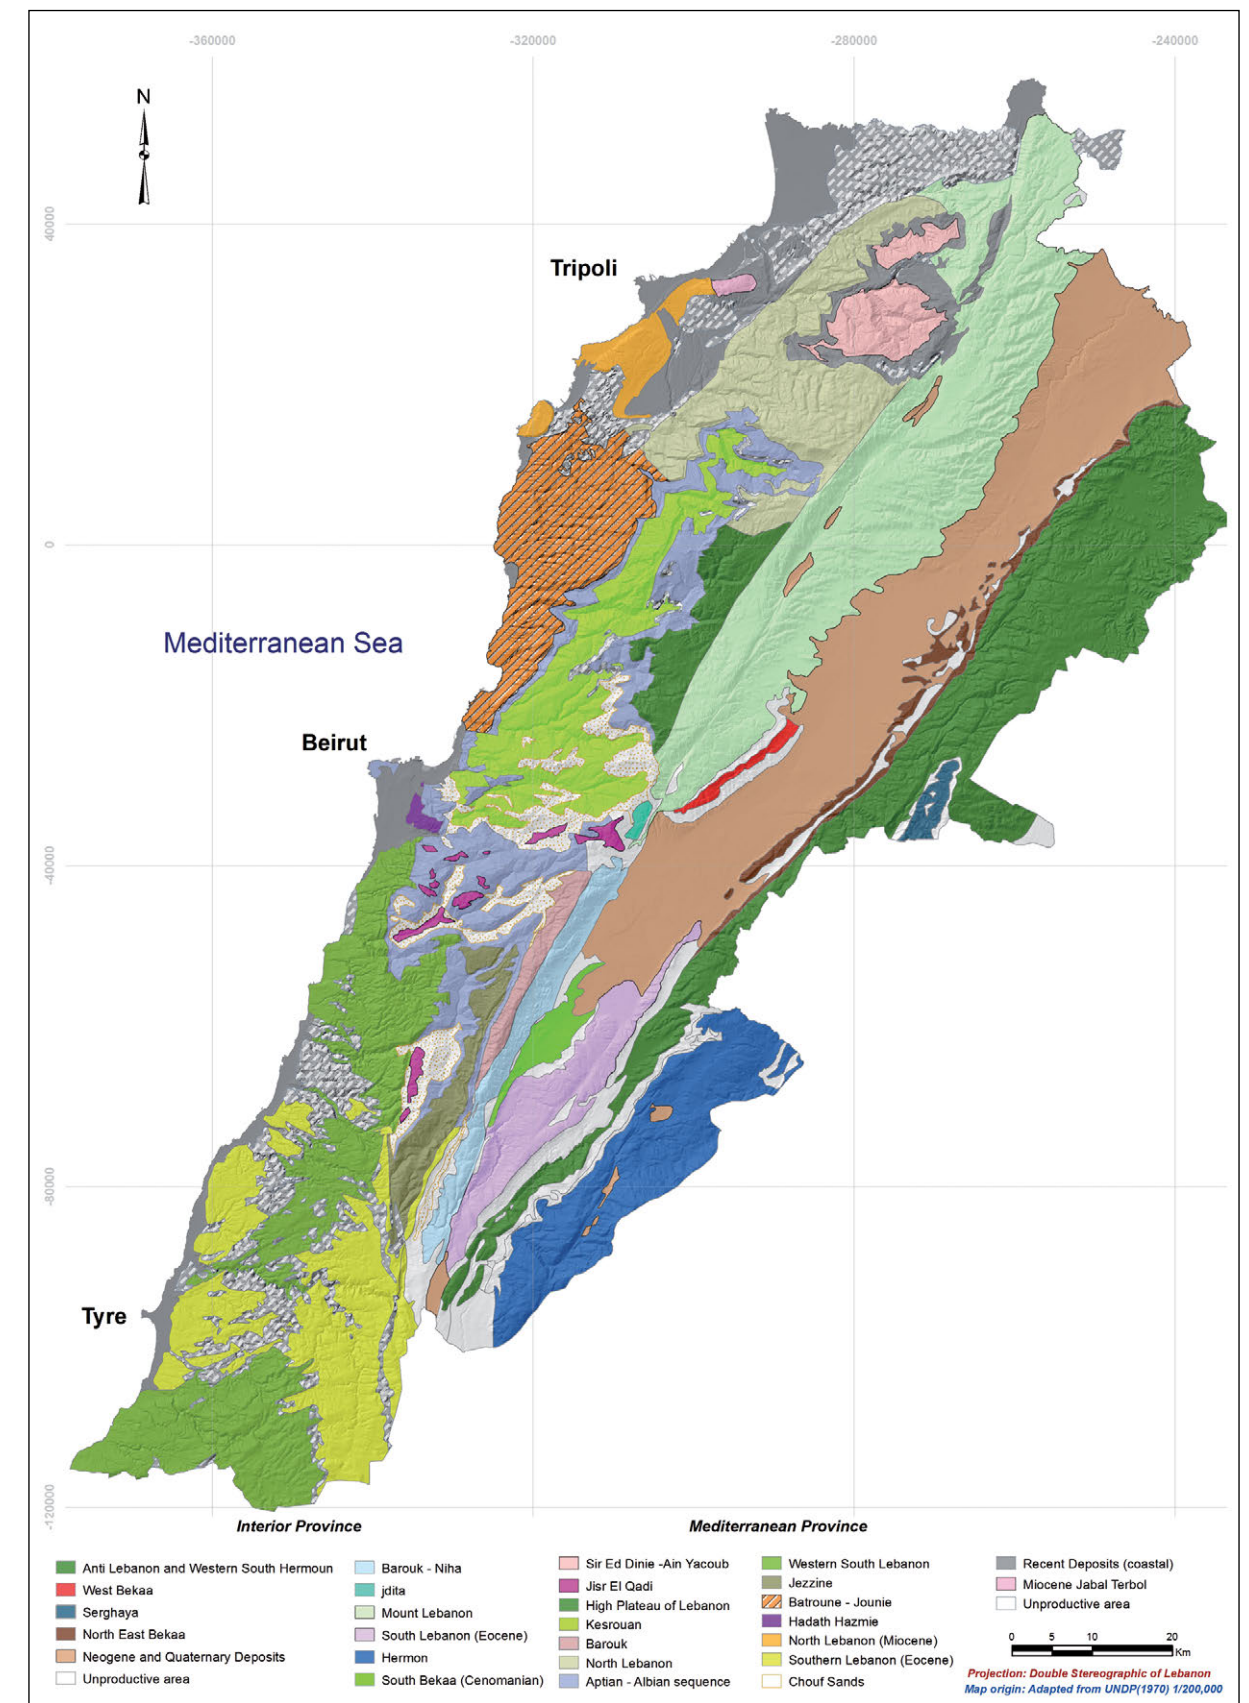 -360000
-320000
-280000
-240000
N
40000
Tripoli
0
Mediterranean Sea
Beirut
-40000
-80000
Tyre
-120000
Interior Province
Mediterranean Province
Anti Lebanon and Western South Hermoun
West Bekaa
Serghaya
North East Bekaa
Neogene and Quaternary Deposits
Unproductive area
Barouk - Niha
jdita
Mount Lebanon
South Lebanon (Eocene)
Hermon
South Bekaa (Cenomanian)
Sir Ed Dinie -Ain Yacoub
Jisr El Qadi
High Plateau of Lebanon
Kesrouan
Barouk
North Lebanon
Aptian - Albian sequence
Western South Lebanon
Jezzine
Batroune - Jounie
Hadath Hazmie
North Lebanon (Miocene)
Southern Lebanon (Eocene)
Chouf Sands
Recent Deposits (coastal)
Miocene Jabal Terbol
Unproductive area
0 5 10 20
Km
Projection: Double Stereographic of Lebanon
Map origin: Adapted from UNDP(1970) 1/200,000